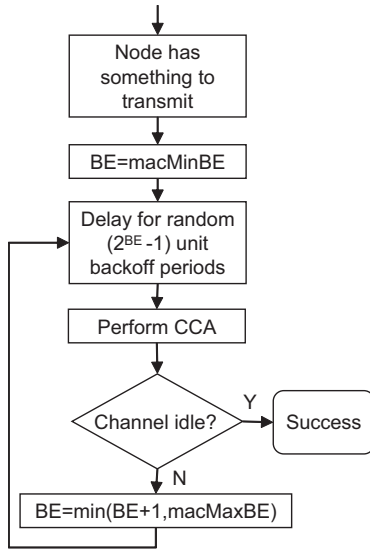 Node has
something to
transmit
BE=macMinBE
Delay for random
(2^BE -1) unit
backoff periods
Perform CCA
Channel idle?
Y
Success
N
BE=min(BE+1,macMaxBE)